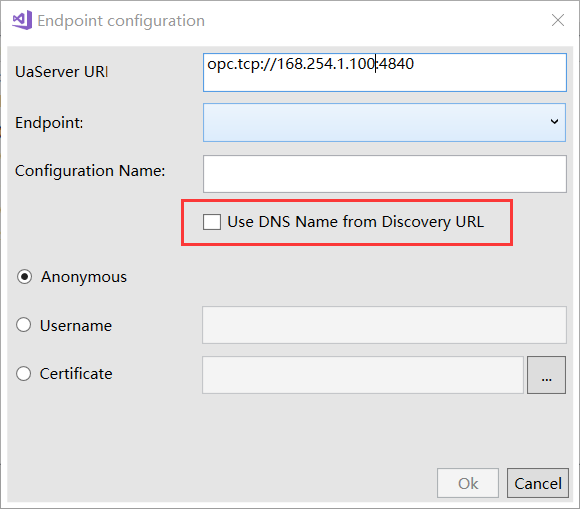 Endpoint configuration
UaServer URI
opc.tcp://168.254.1.100:4840
Endpoint:
Configuration Name:
Use DNS Name from Discovery URL
Anonymous
Username
Certificate
...
Ok
Cancel